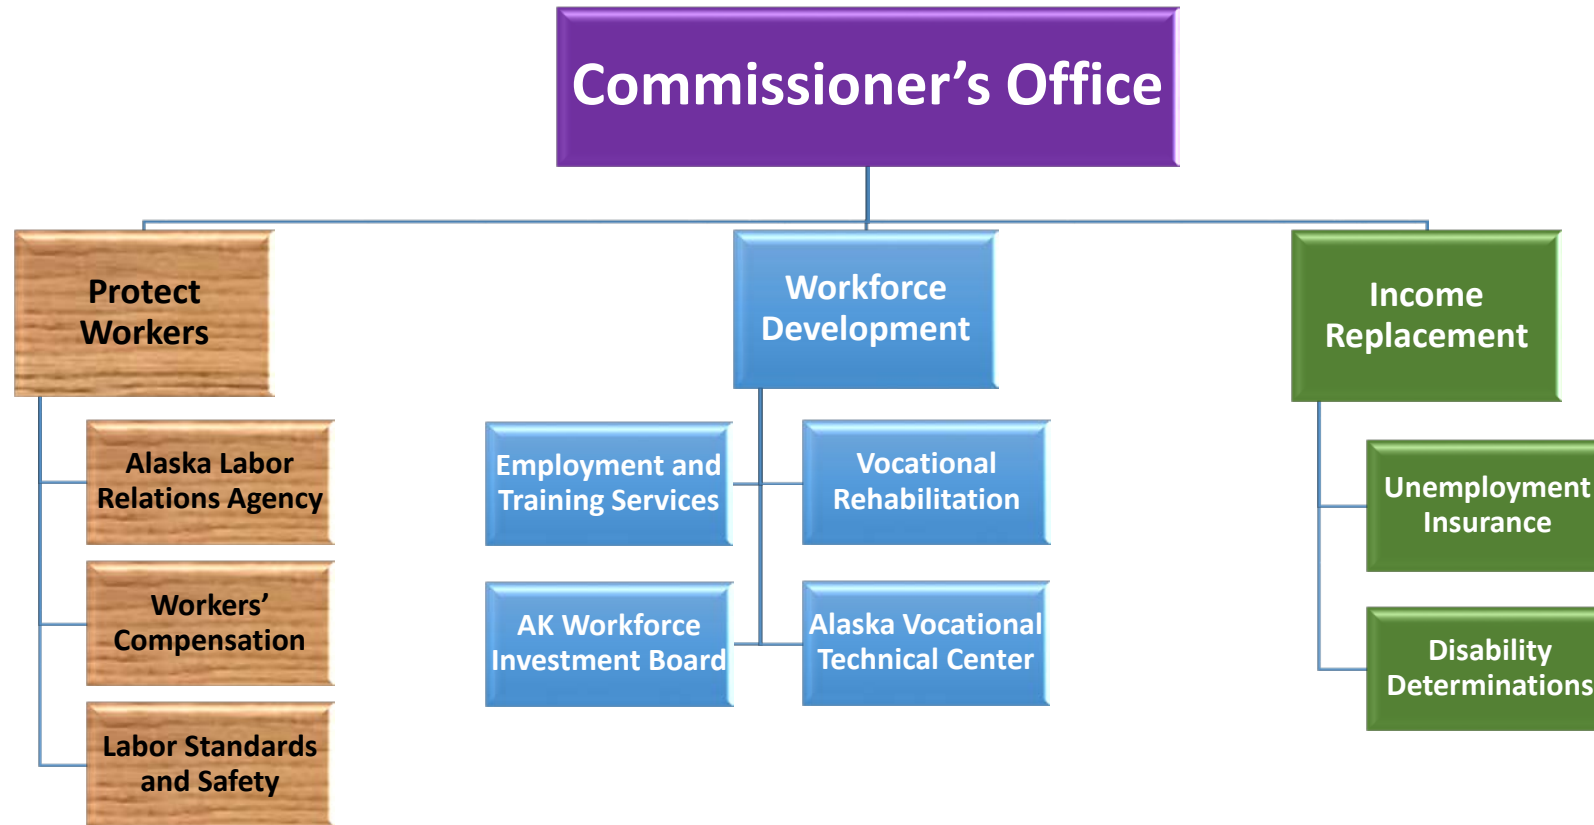 Commissioner’s Office
Protect
Workers
Alaska Labor
Relations Agency
Workers’
Compensation
Labor Standards
and Safety
Workforce
Development
Employment and
Training Services
Vocational
Rehabilitation
AK Workforce
Investment Board
Alaska Vocational
Technical Center
Income
Replacement
Unemployment
Insurance
Disability
Determinations